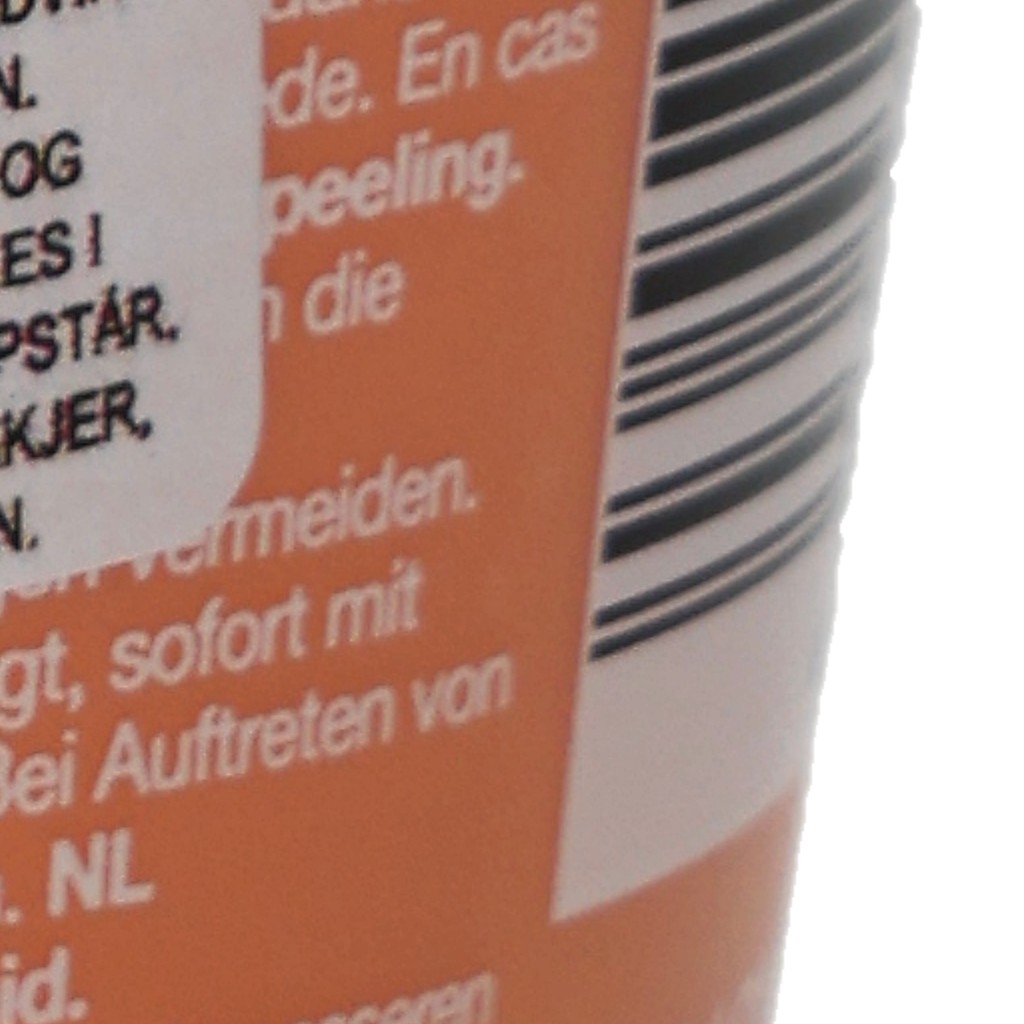 N.
OG
ES I
PSTÅR.
KJER,
N.
de. En cas
peeling.
die
vermeiden.
gt, sofort mit
Bei Auftreten von
. NL
id.